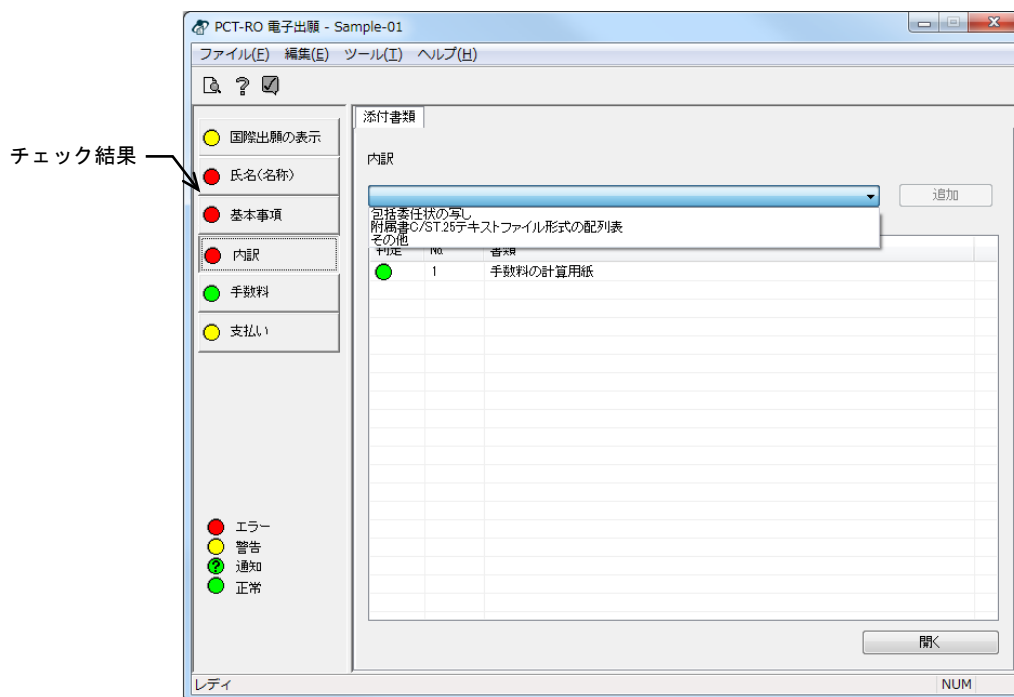 PCT-RO 電子出願 - Sample-01
ファイル(F) 編集(E) ツール(T) ヘルプ(H)
添付書類
国際出願の表示
チェック結果
内訳
氏名(名称)
追加
基本事項
包括委任状の写し
附属書C/ST.25テキストファイル形式の配列表
その他
内訳
判定 No. 書類
1 手数料の計算用紙
手数料
支払い
エラー
警告
? 通知
正常
開く
レディ NUM